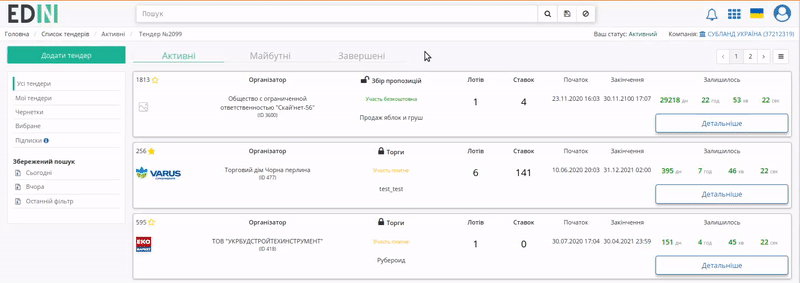 EDIN
Пошук
Головна / Список тендерів / Активні / Тендер №2099
Ваш статус: Активний
Компанія: СУБЛАНД УКРАЇНА (37212319)
Додати тендер
Усі тендери
Мої тендери
Чернетки
Вибране
Підписки
Збережений пошук
Сьогодні
Вчора
Останній фільтр
Активні Майбутні Завершені
‹ 1 2 ›
1813 Організатор Збір пропозицій Лотів Ставок Початок Закінчення Залишилось
Общество с ограниченной ответственностью "Скай'нет-56"
(ID 3600)
Участь безкоштовна
Продаж яблок и груш
1 4 23.11.2020 16:03 30.11.2100 17:07 29218 дн 22 год 53 хв 22 сек
Детальніше
256 Організатор Торги Лотів Ставок Початок Закінчення Залишилось
VARUS
Торговий дім Чорна перлина
(ID 477)
Участь платна
test_test
6 141 10.06.2020 20:03 31.12.2021 02:00 395 дн 7 год 46 хв 22 сек
Детальніше
595 Організатор Торги Лотів Ставок Початок Закінчення Залишилось
EKO
MARKET
ТОВ "УКРБУДСТРОЙТЕХИНСТРУМЕНТ"
(ID 418)
Участь платна
Рубероид
1 0 30.07.2020 17:04 30.04.2021 23:59 151 дн 4 год 45 хв 22 сек
Детальніше